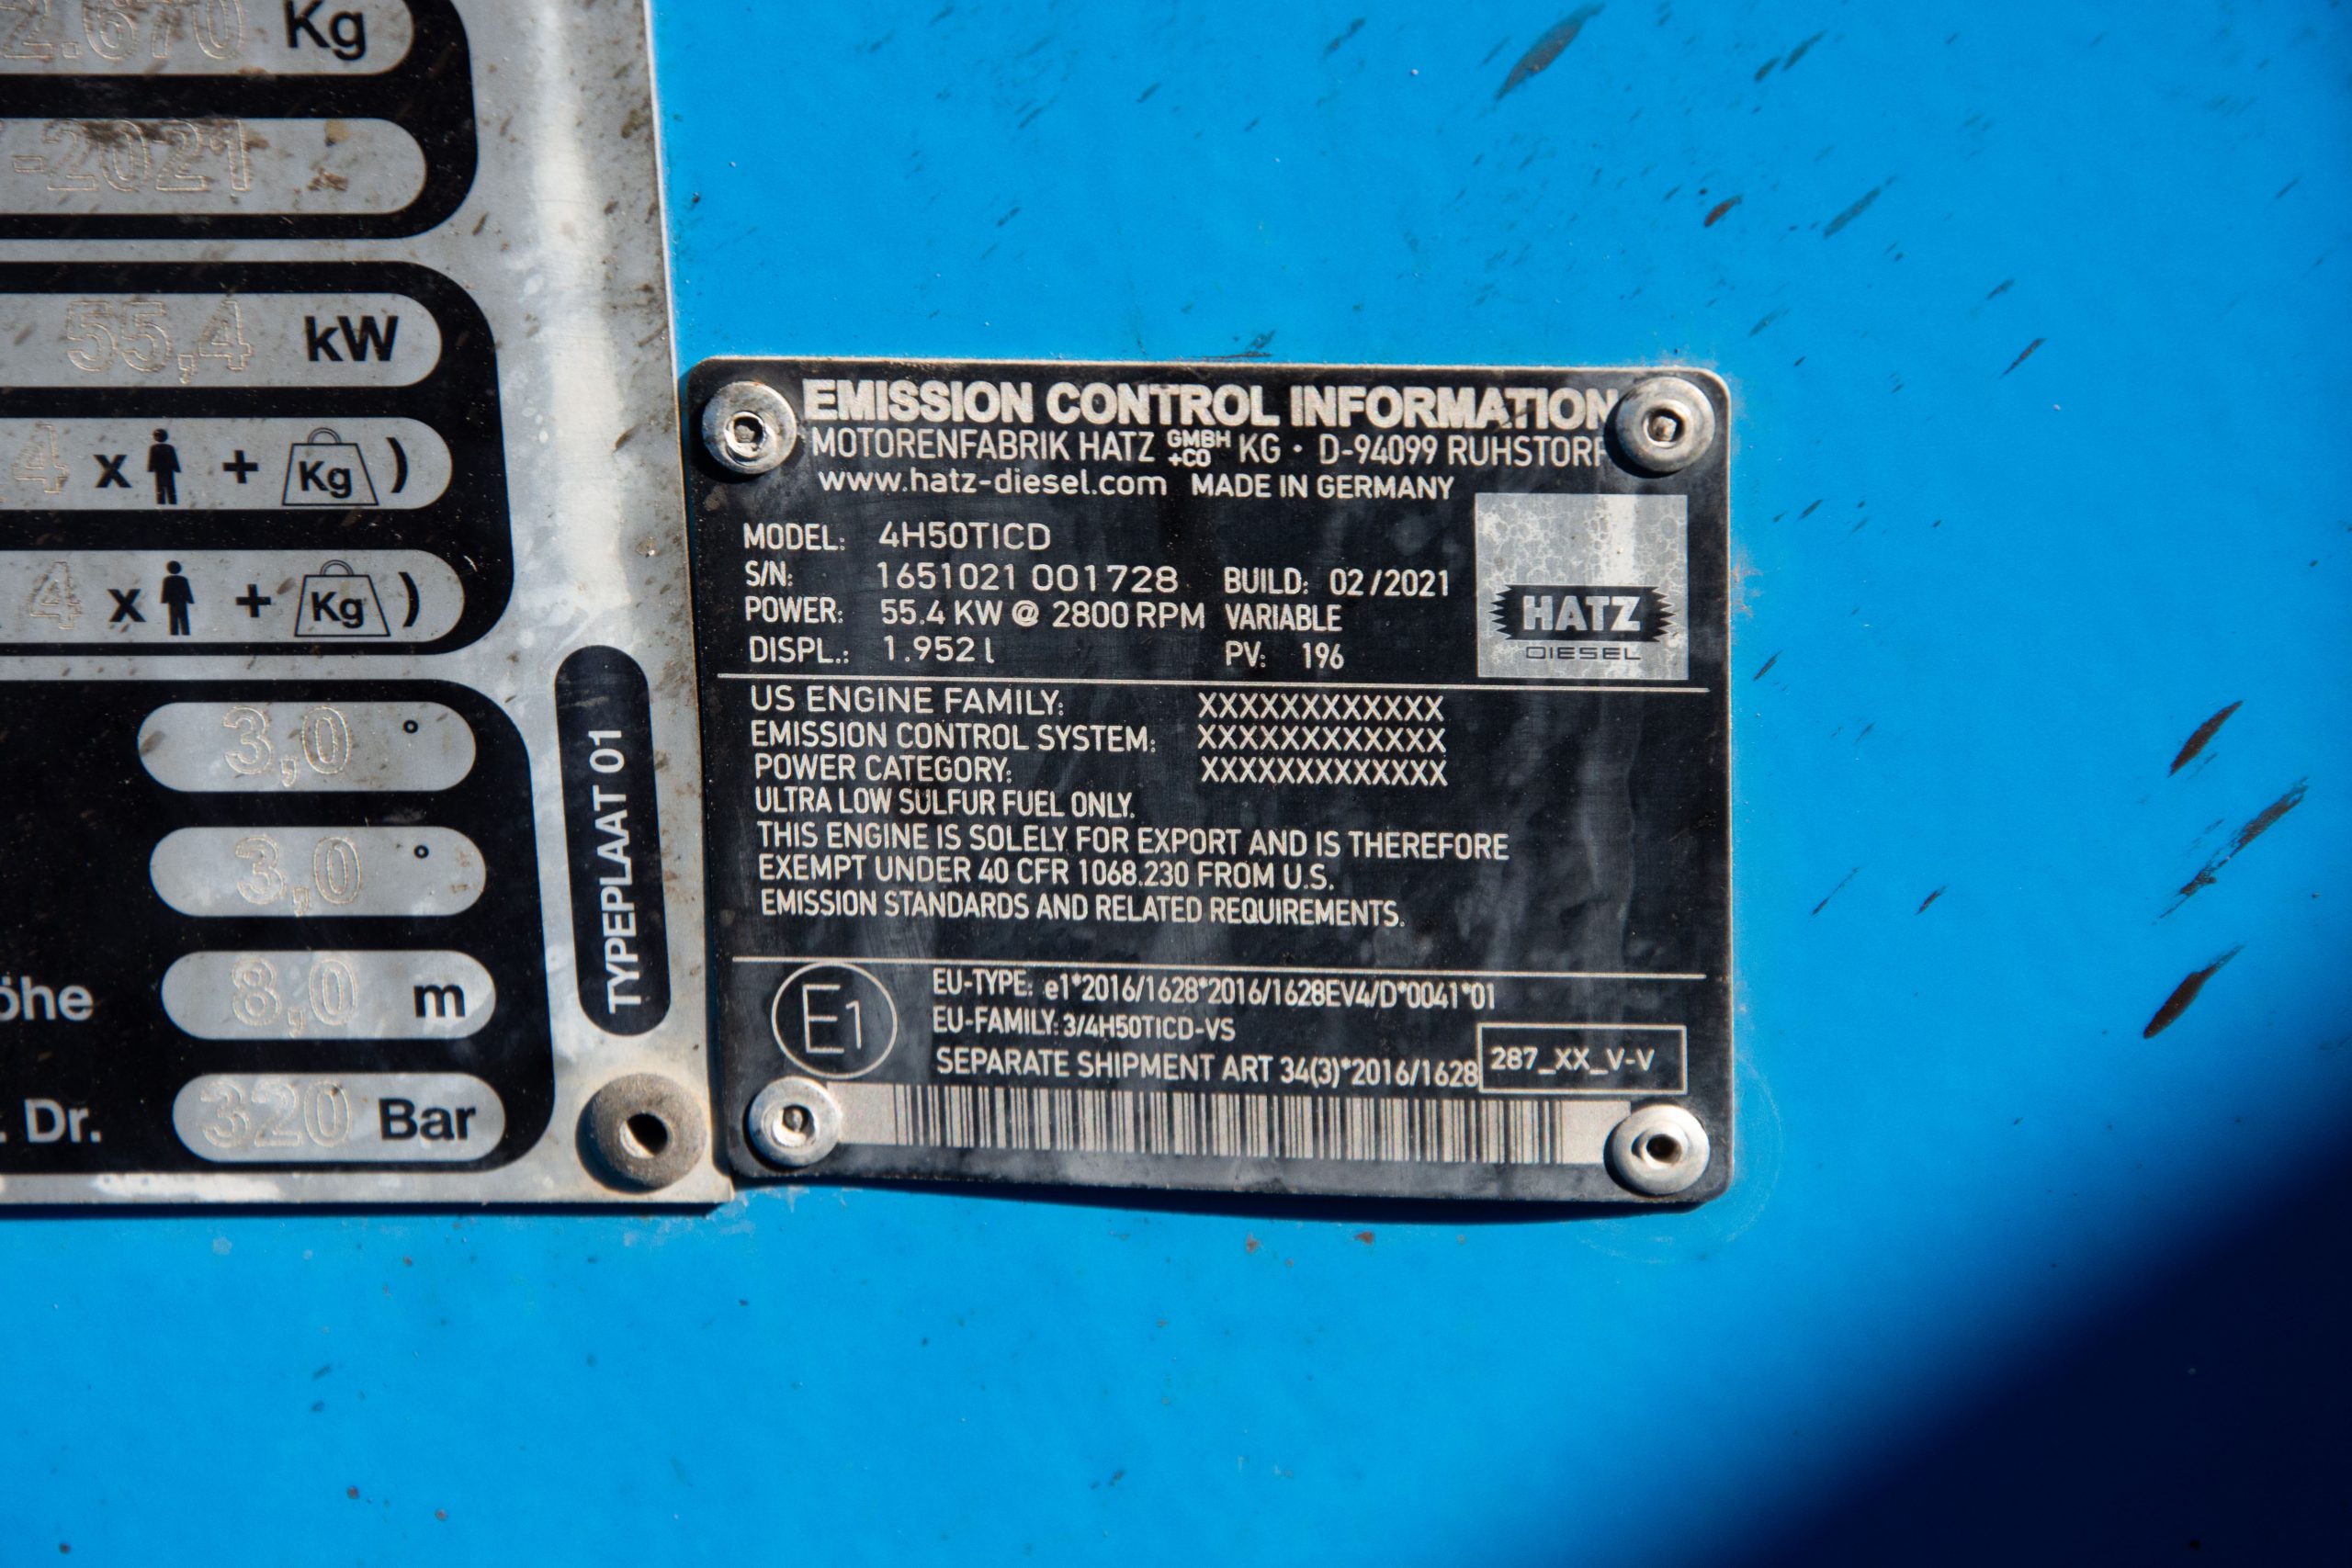 2.670 Kg
-2021
55,4 kW
4 x + Kg )
4 x + Kg )
3,0 °
3,0 °
öhe 8,0 m
. Dr. 320 Bar
TYPEPLAAT 01
EMISSION CONTROL INFORMATION
MOTORENFABRIK HATZ GMBH +CO KG · D-94099 RUHSTORF
www.hatz-diesel.com MADE IN GERMANY
MODEL: 4H50TICD
S/N: 1651021 001728 BUILD: 02/2021
POWER: 55.4 KW @ 2800 RPM VARIABLE
DISPL.: 1.952 l PV: 196
HATZ
DIESEL
US ENGINE FAMILY: XXXXXXXXXXXX
EMISSION CONTROL SYSTEM: XXXXXXXXXXXX
POWER CATEGORY: XXXXXXXXXXXX
ULTRA LOW SULFUR FUEL ONLY.
THIS ENGINE IS SOLELY FOR EXPORT AND IS THEREFORE
EXEMPT UNDER 40 CFR 1068.230 FROM U.S.
EMISSION STANDARDS AND RELATED REQUIREMENTS.
E1
EU-TYPE: e1*2016/1628*2016/1628EV4/D*0041*01
EU-FAMILY: 3/4H50TICD-VS
SEPARATE SHIPMENT ART 34(3)*2016/1628
287_XX_V-V